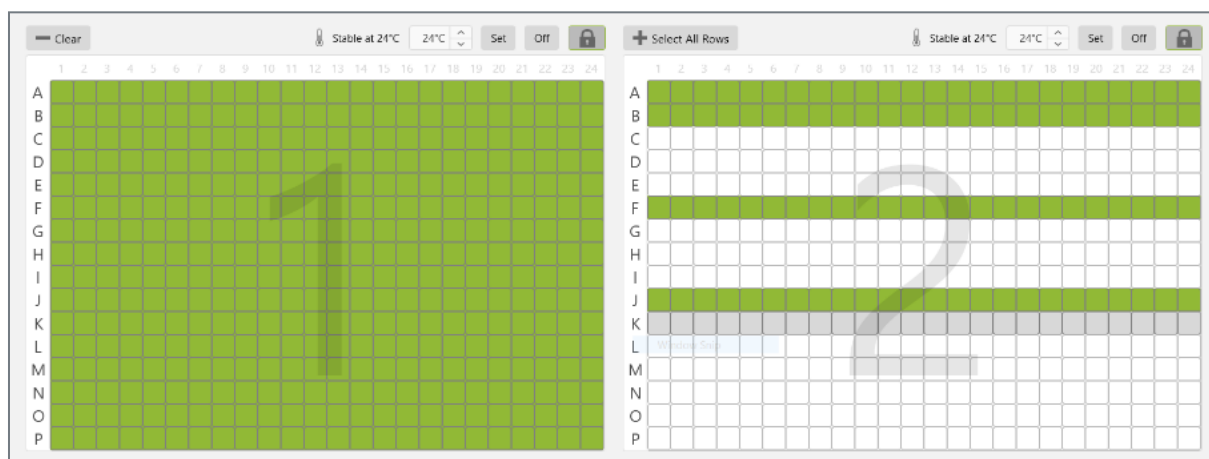 Clear Stable at 24°C 24°C Set Off
1 2 3 4 5 6 7 8 9 10 11 12 13 14 15 16 17 18 19 20 21 22 23 24
A
B
C
D
E
F
G
H
I
J
K
L
M
N
O
P
1
Select All Rows Stable at 24°C 24°C Set Off
1 2 3 4 5 6 7 8 9 10 11 12 13 14 15 16 17 18 19 20 21 22 23 24
A
B
C
D
E
F
G
H
I
J
K
L Window Snip
M
N
O
P
2